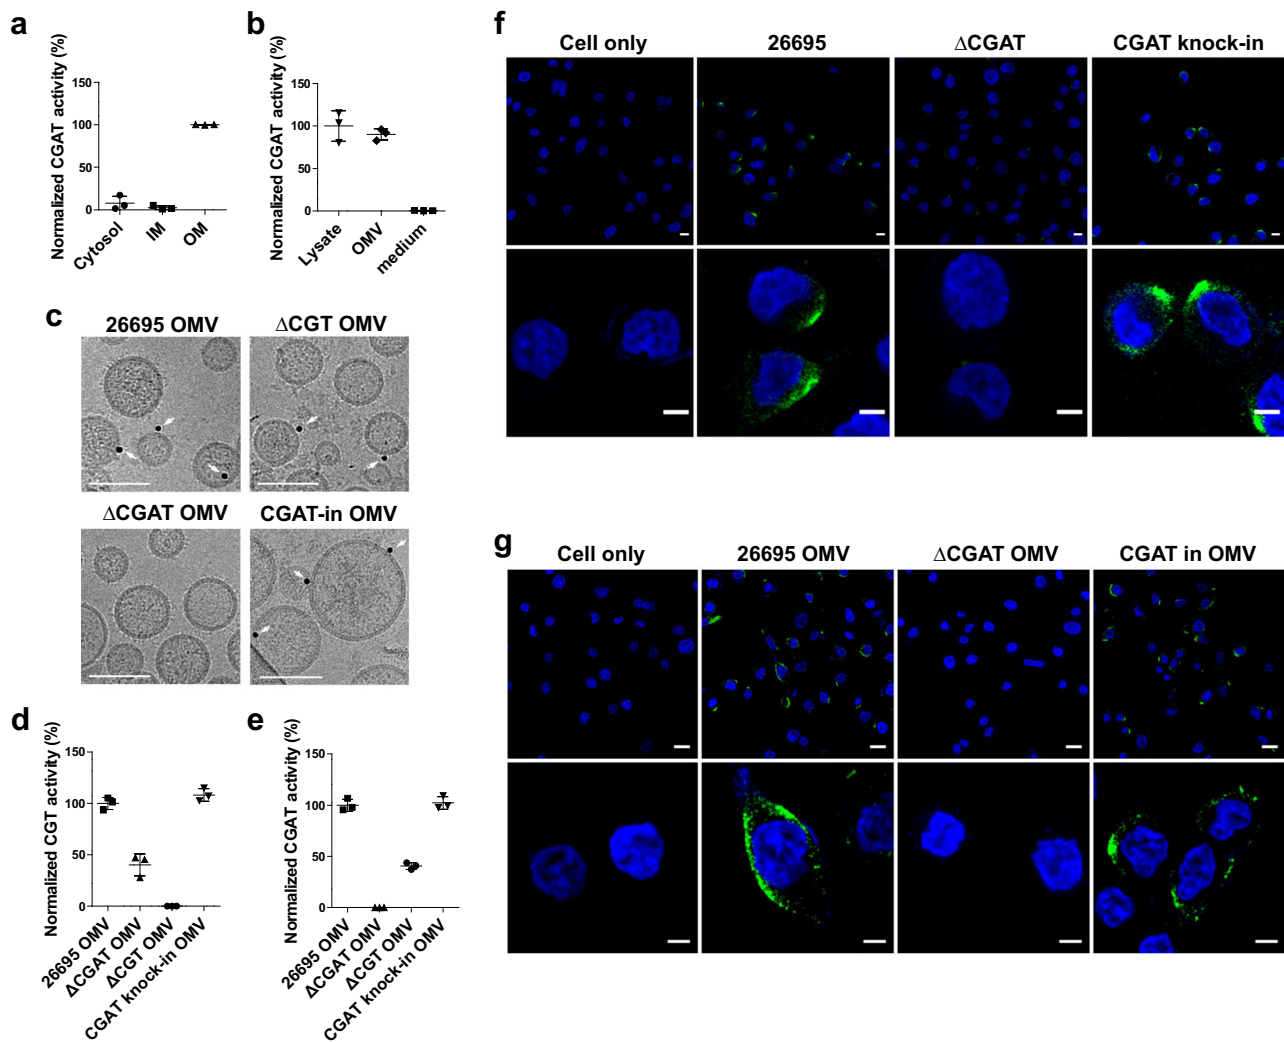 a
Normalized CGAT activity (%)
150
100
50
0
Cytosol
IM
OM
b
Normalized CGAT activity (%)
150
100
50
0
Lysate
OMV
medium
c
26695 OMV
ΔCGT OMV
ΔCGAT OMV
CGAT-in OMV
d
Normalized CGT activity (%)
150
100
50
0
26695 OMV
ΔCGAT OMV
ΔCGT OMV
CGAT knock-in OMV
e
Normalized CGAT activity (%)
150
100
50
0
26695 OMV
ΔCGAT OMV
ΔCGT OMV
CGAT knock-in OMV
f
Cell only
26695
ΔCGAT
CGAT knock-in
g
Cell only
26695 OMV
ΔCGAT OMV
CGAT in OMV